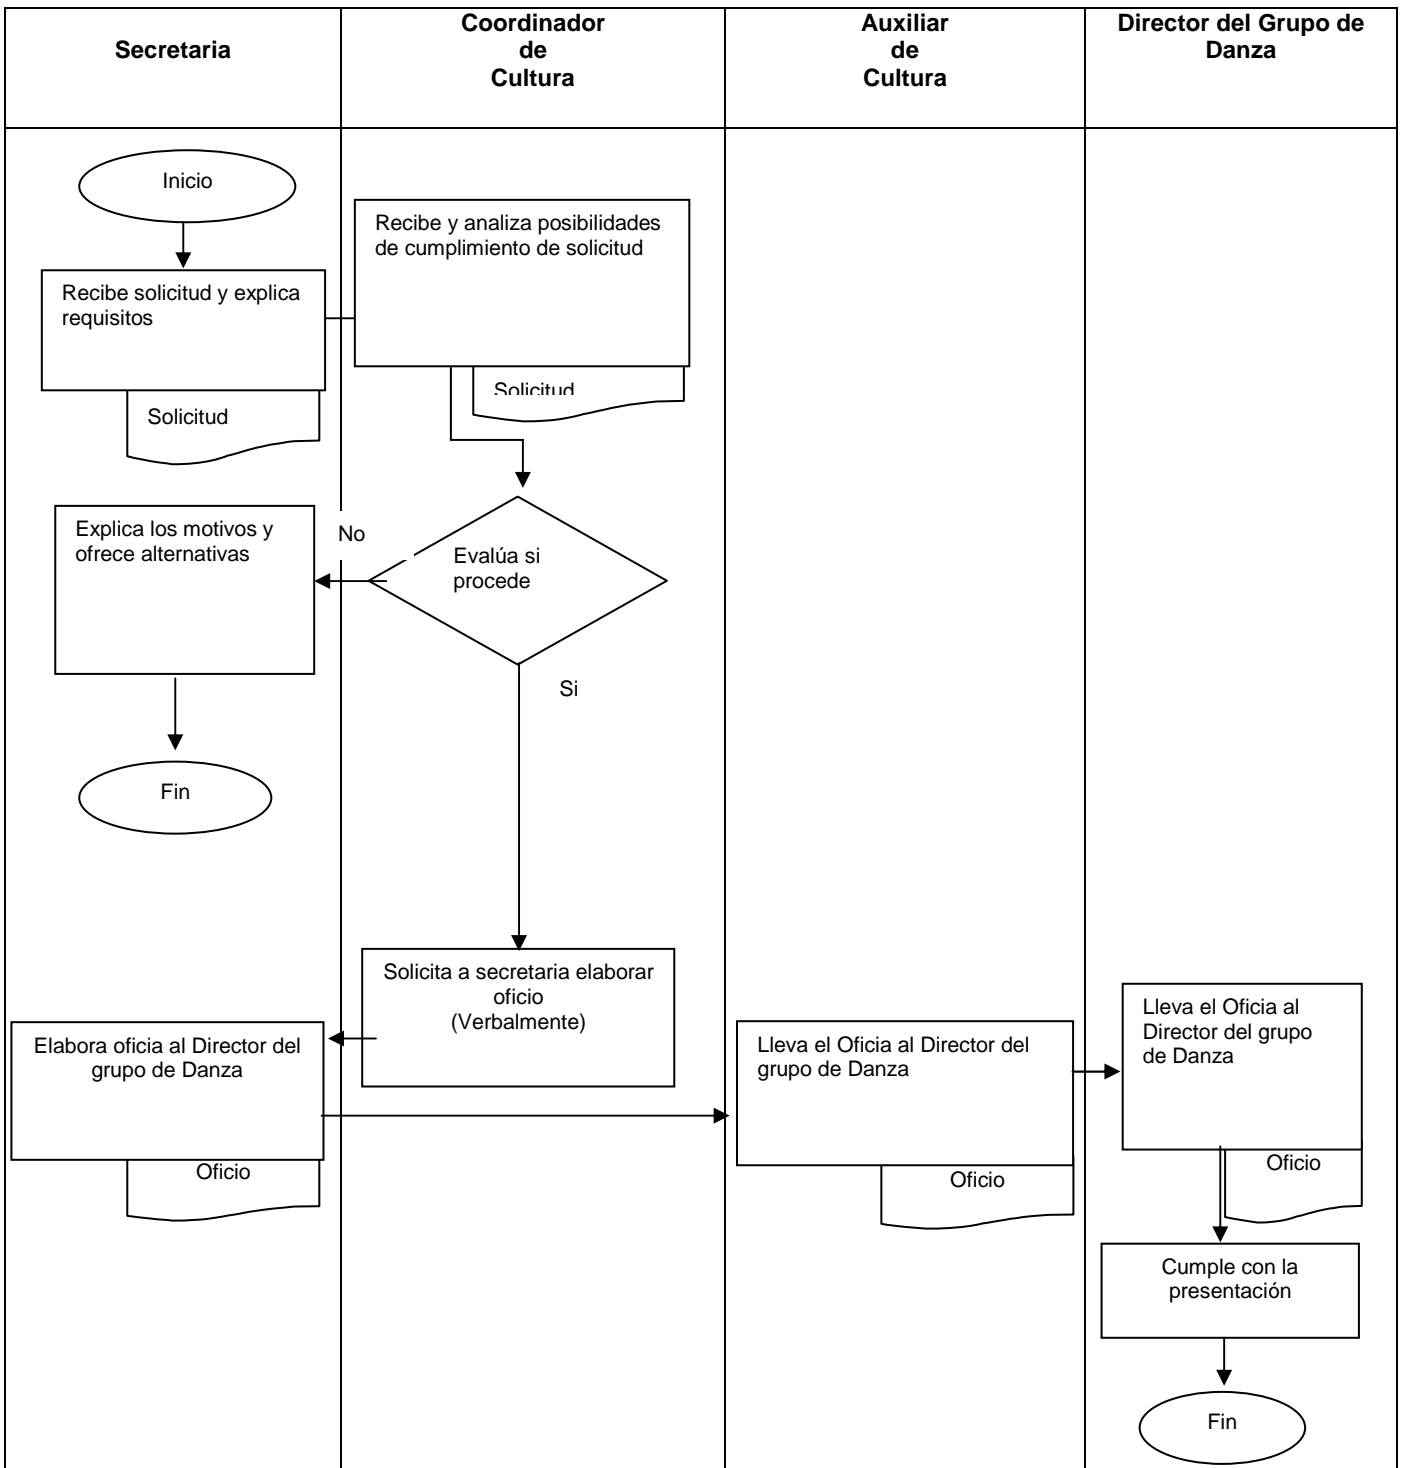 Secretaria
Coordinador
de
Cultura
Auxiliar
de
Cultura
Director del Grupo de
Danza
Inicio
Recibe y analiza posibilidades
de cumplimiento de solicitud
Recibe solicitud y explica
requisitos
Solicitud
Solicitud
Explica los motivos y
ofrece alternativas
No
Evalúa si
procede
Si
Fin
Solicita a secretaria elaborar
oficio
(Verbalmente)
Elabora oficia al Director del
grupo de Danza
Oficio
Lleva el Oficia al Director del
grupo de Danza
Oficio
Lleva el Oficia al
Director del grupo
de Danza
Oficio
Cumple con la
presentación
Fin